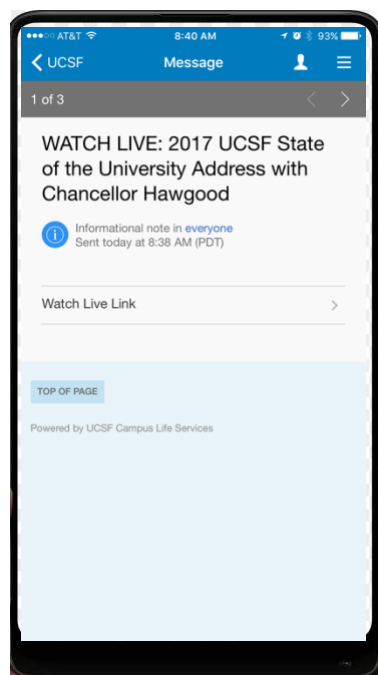 AT&T 8:40 AM 93%
UCSF Message
1 of 3
WATCH LIVE: 2017 UCSF State
of the University Address with
Chancellor Hawgood
Informational note in everyone
Sent today at 8:38 AM (PDT)
Watch Live Link
TOP OF PAGE
Powered by UCSF Campus Life Services